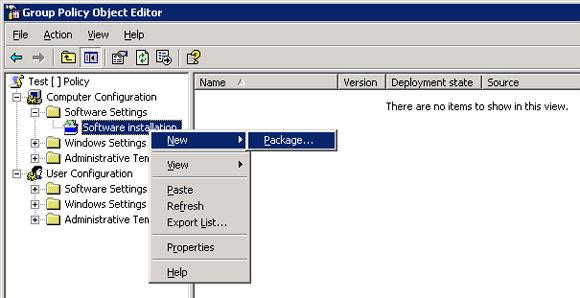 Group Policy Object Editor
File Action View Help
Test [ ] Policy
Computer Configuration
Software Settings
Software installation
Windows Settings
Administrative Ten
User Configuration
Software Settings
Windows Settings
Administrative Ten
Name Version Deployment state Source
There are no items to show in this view.
New
Package...
View
Paste
Refresh
Export List...
Properties
Help